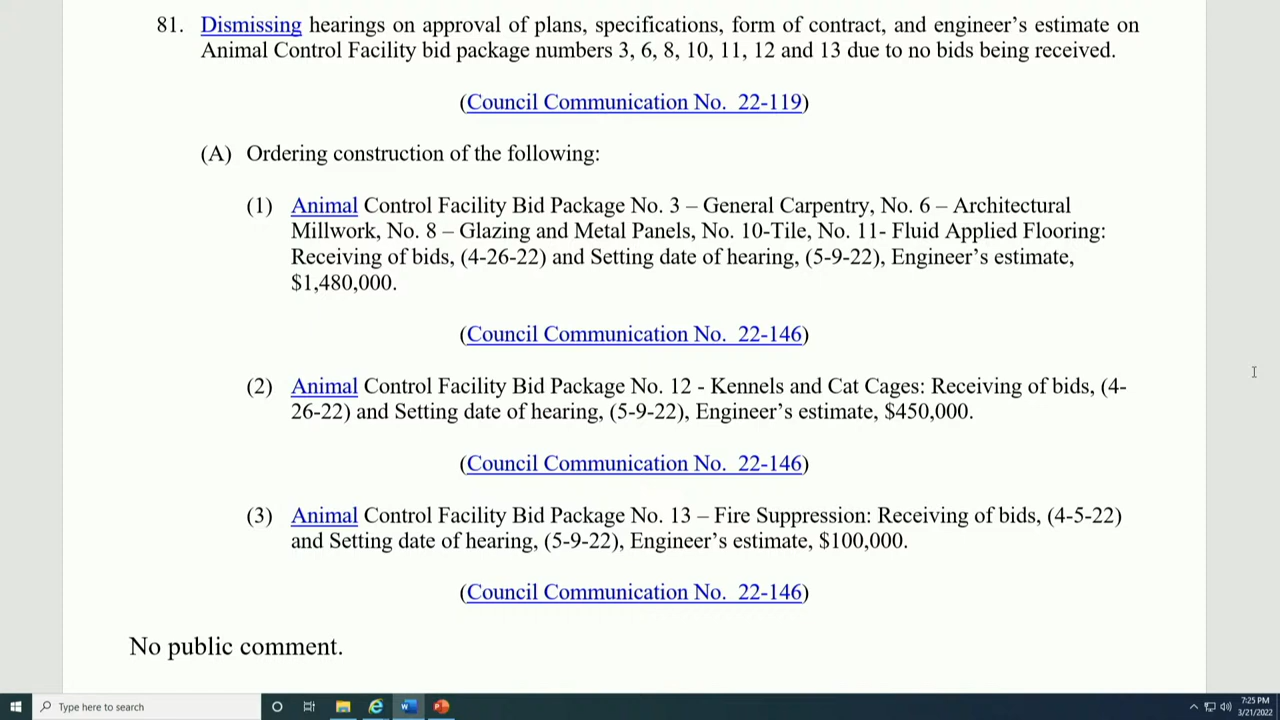 81. Dismissing hearings on approval of plans, specifications, form of contract, and engineer's estimate on
Animal Control Facility bid package numbers 3, 6, 8, 10, 11, 12 and 13 due to no bids being received.
(Council Communication No.  22-119)
(A) Ordering construction of the following:
(1) Animal Control Facility Bid Package No. 3 – General Carpentry, No. 6 – Architectural
Millwork, No. 8 – Glazing and Metal Panels, No. 10-Tile, No. 11- Fluid Applied Flooring:
Receiving of bids, (4-26-22) and Setting date of hearing, (5-9-22), Engineer's estimate,
$1,480,000.
(Council Communication No.  22-146)
(2) Animal Control Facility Bid Package No. 12 - Kennels and Cat Cages: Receiving of bids, (4-
26-22) and Setting date of hearing, (5-9-22), Engineer's estimate, $450,000.
(Council Communication No.  22-146)
(3) Animal Control Facility Bid Package No. 13 – Fire Suppression: Receiving of bids, (4-5-22)
and Setting date of hearing, (5-9-22), Engineer's estimate, $100,000.
(Council Communication No.  22-146)
No public comment.
Type here to search
7:25 PM
3/21/2022